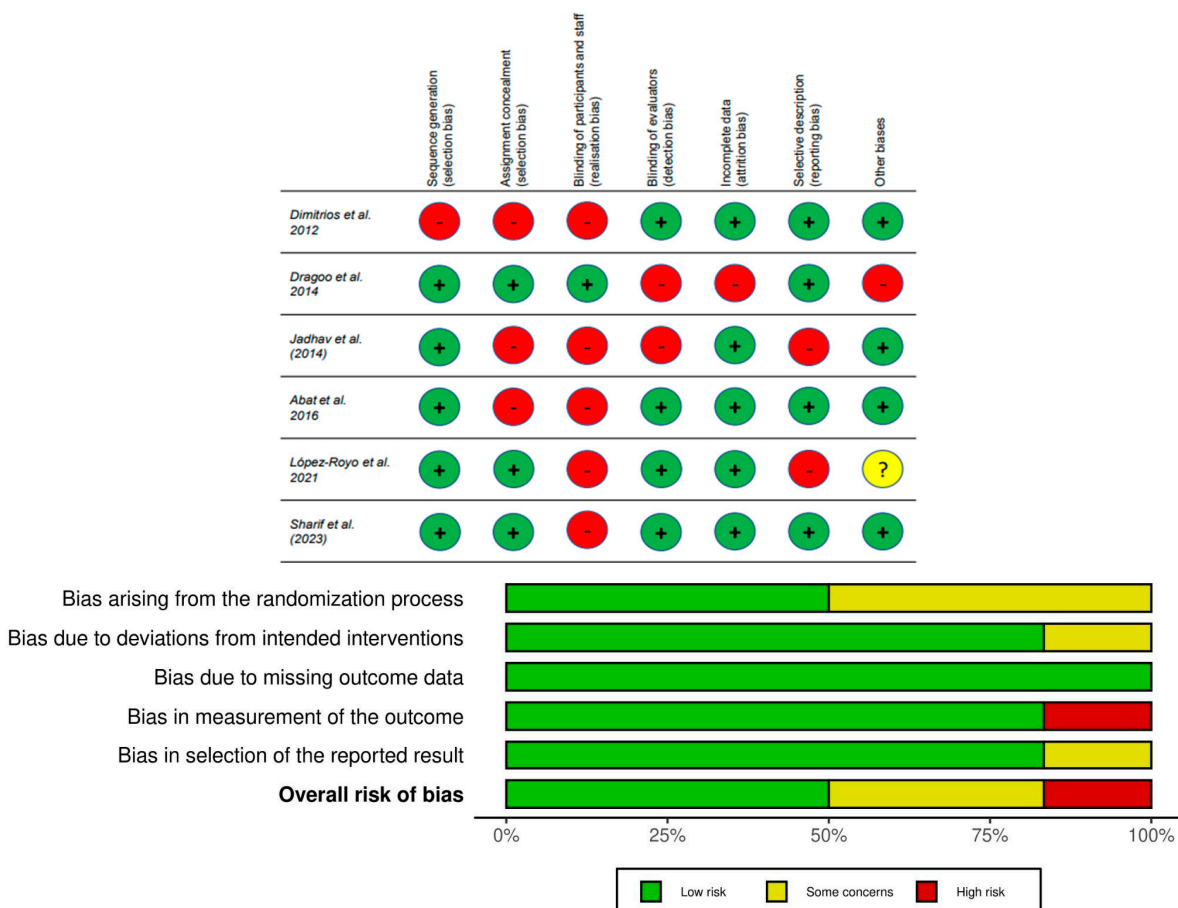 Sequence generation
(selection bias)
Assignment concealment
(selection bias)
Blinding of participants and staff
(realisation bias)
Blinding of evaluators
(detection bias)
Incomplete data
(attrition bias)
Selective description
(reporting bias)
Other biases
Dimitrios et al.
2012
- - - + + + +
Dragoo et al.
2014
+ + + - - + -
Jadhav et al.
(2014)
+ - - - + - +
Abat et al.
2016
+ - - + + + +
López-Royo et al.
2021
+ + - + + - ?
Sharif et al.
(2023)
+ + - + + + +
Bias arising from the randomization process
Bias due to deviations from intended interventions
Bias due to missing outcome data
Bias in measurement of the outcome
Bias in selection of the reported result
Overall risk of bias
0% 25% 50% 75% 100%
Low risk Some concerns High risk